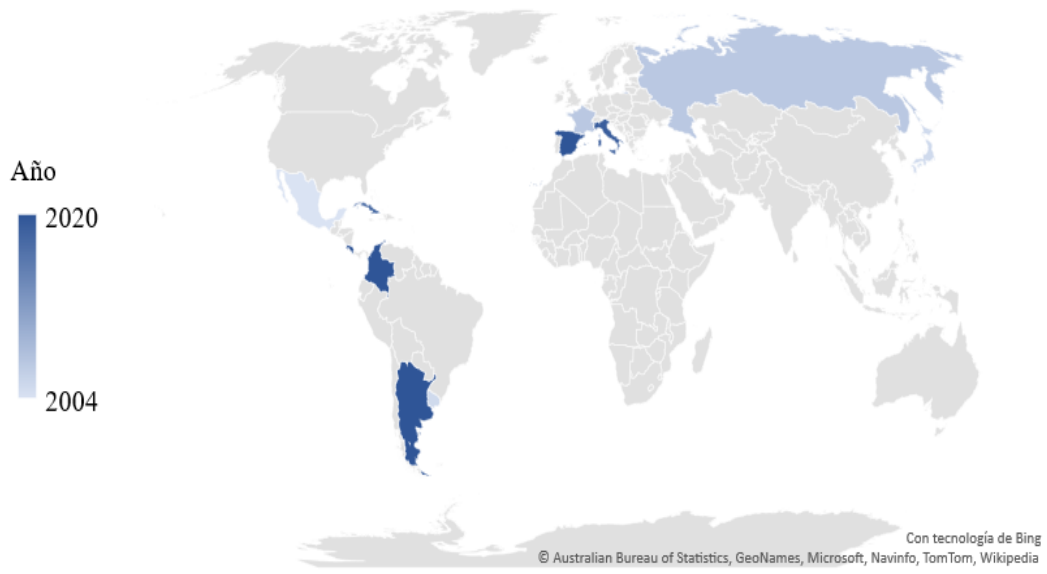 Año
2020
2004
Con tecnología de Bing
© Australian Bureau of Statistics, GeoNames, Microsoft, Navinfo, TomTom, Wikipedia